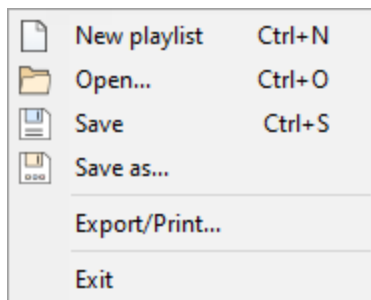 New playlist Ctrl+N
Open... Ctrl+O
Save Ctrl+S
Save as...
Export/Print...
Exit